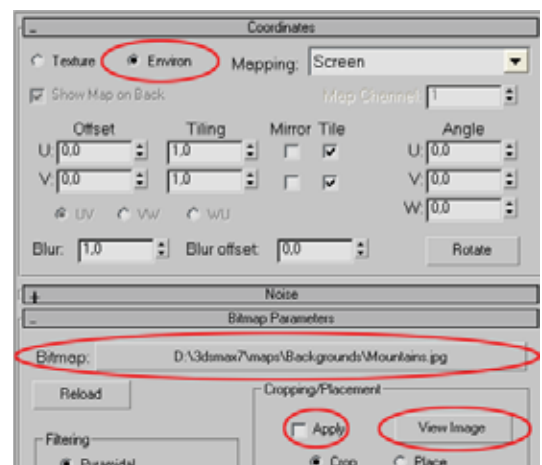 Coordinates
Texture Environ Mapping: Screen
Show Map on Back Map Channel: 1
Offset Tiling Mirror Tile Angle
U: 0,0 1,0 U: 0,0
V: 0,0 1,0 V: 0,0
UV VW WU W: 0,0
Blur: 1,0 Blur offset: 0,0 Rotate
+ Noise
- Bitmap Parameters
Bitmap: D:\3dsmax7\maps\Backgrounds\Mountains.jpg
Reload Cropping/Placement
Apply View Image
Filtering
Pyramidal Crop Place